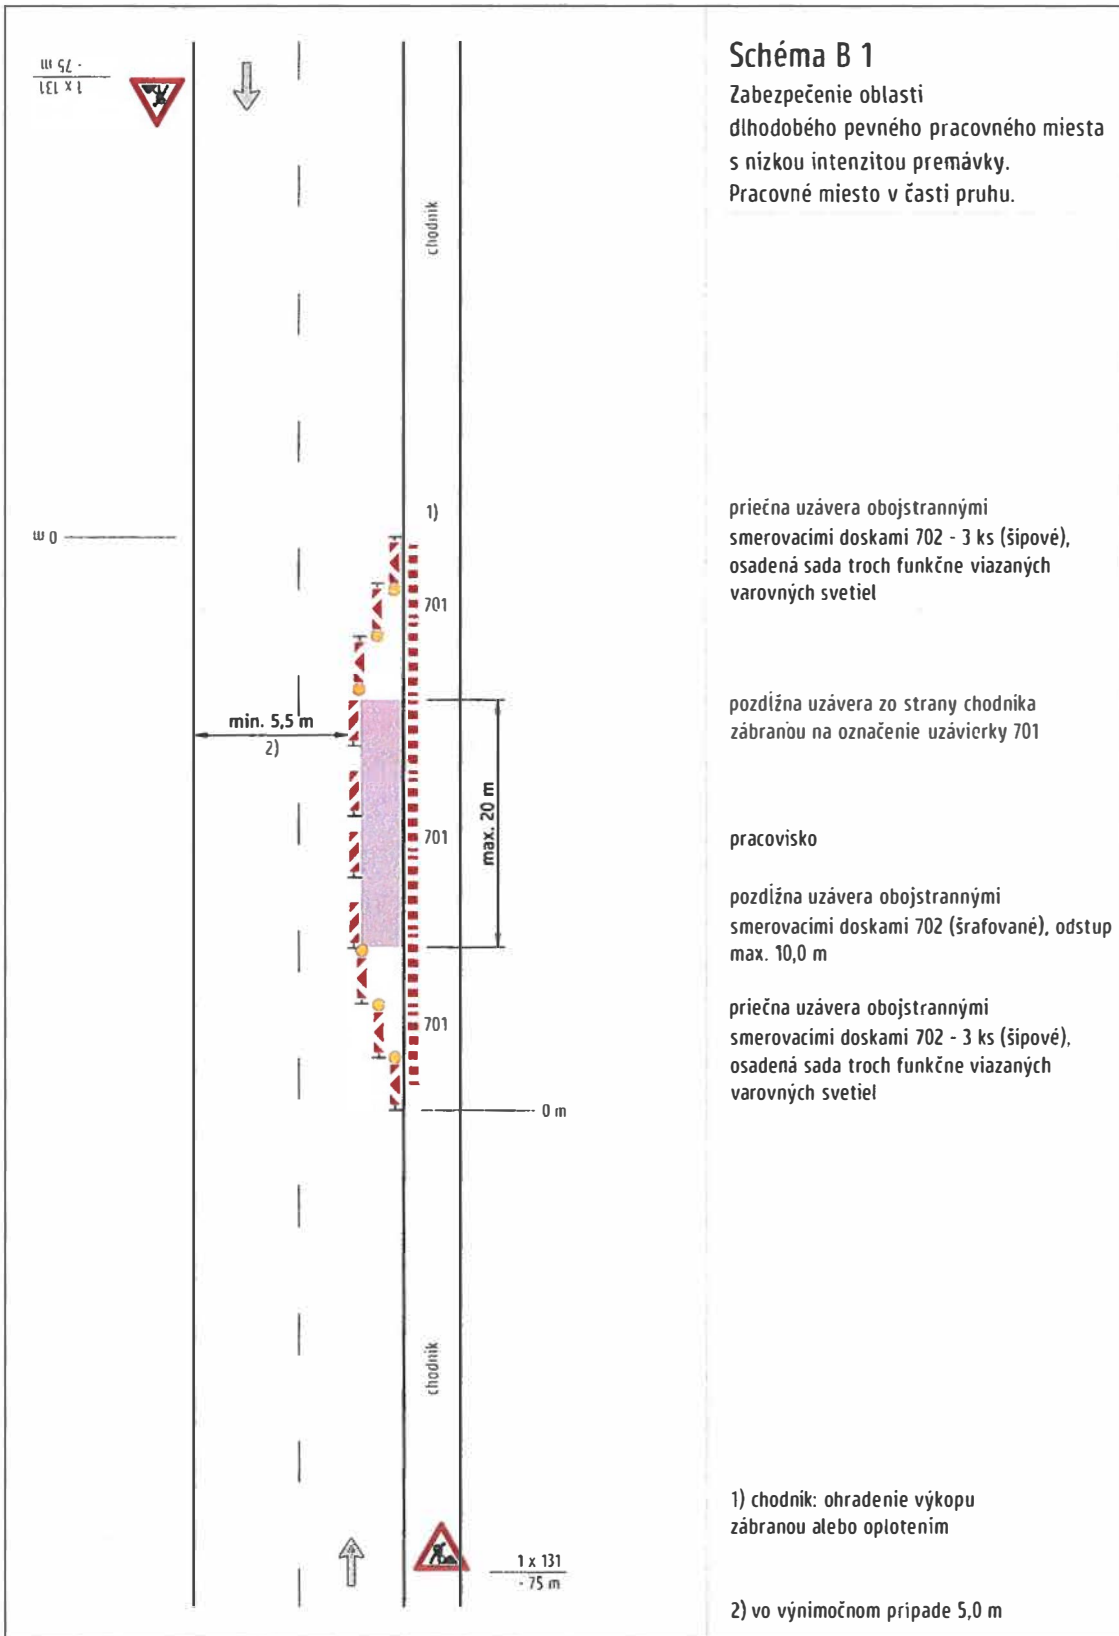 Schéma B 1
Zabezpečenie oblasti
dlhodobého pevného pracovného miesta
s nízkou intenzitou premávky.
Pracovné miesto v časti pruhu.
1 x 131
- 75 m
chodník
1)
0 m
701
priečna uzávera obojstrannými
smerovacími doskami 702 - 3 ks (šípové),
osadená sada troch funkčne viazaných
varovných svetiel
min. 5,5 m
2)
pozdĺžna uzávera zo strany chodníka
zábranou na označenie uzávierky 701
max. 20 m
701
pracovisko
pozdĺžna uzávera obojstrannými
smerovacími doskami 702 (šrafované), odstup
max. 10,0 m
701
priečna uzávera obojstrannými
smerovacími doskami 702 - 3 ks (šípové),
osadená sada troch funkčne viazaných
varovných svetiel
0 m
chodník
1) chodník: ohradenie výkopu
zábranou alebo oplotením
1 x 131
- 75 m
2) vo výnimočnom prípade 5,0 m